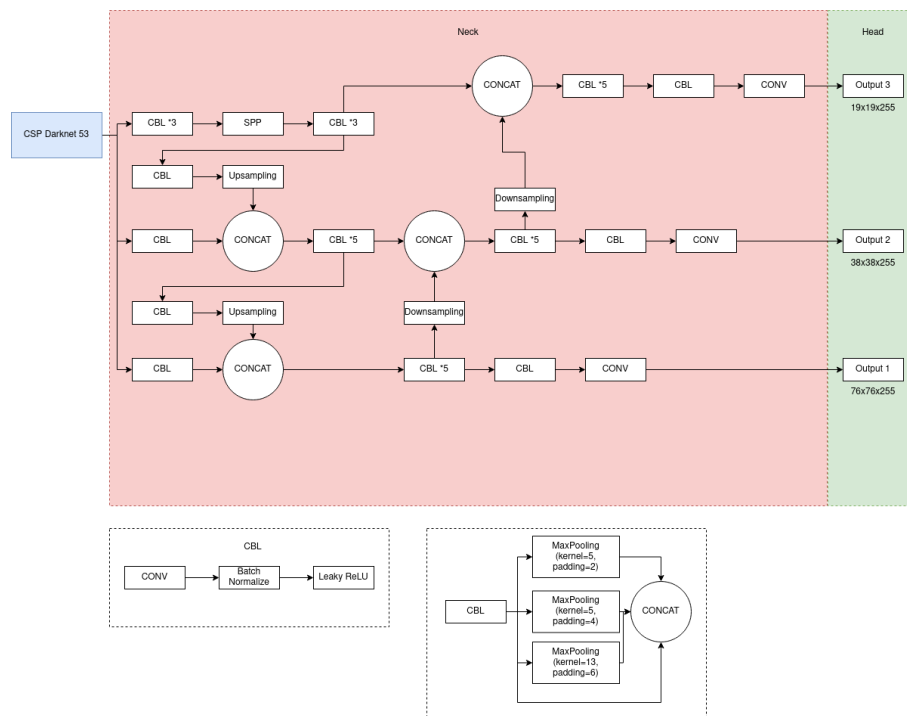 Neck
Head
CONCAT
CBL *5
CBL
CONV
Output 3
19x19x255
CSP Darknet 53
CBL *3
SPP
CBL *3
CBL
Upsampling
Downsampling
CBL
CONCAT
CBL *5
CONCAT
CBL *5
CBL
CONV
Output 2
38x38x255
CBL
Upsampling
Downsampling
CBL
CONCAT
CBL *5
CBL
CONV
Output 1
76x76x255
CBL
CONV
Batch
Normalize
Leaky ReLU
CBL
MaxPooling
(kernel=5,
padding=2)
MaxPooling
(kernel=5,
padding=4)
MaxPooling
(kernel=13,
padding=6)
CONCAT